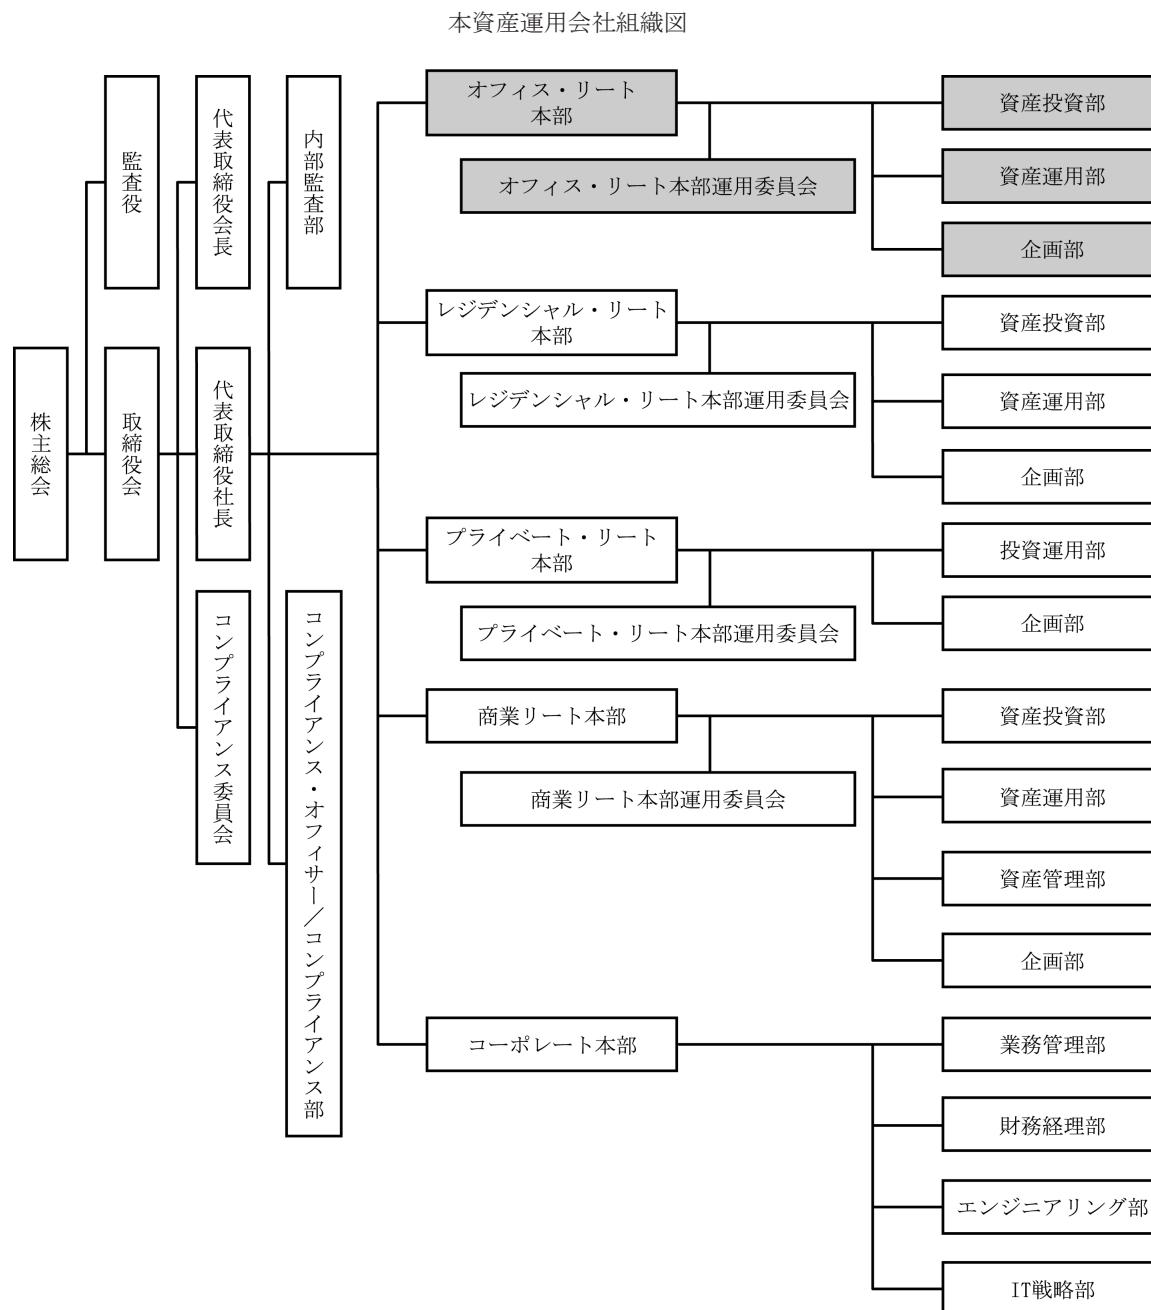 本資産運用会社組織図
株主総会
監査役
取締役会
代表取締役会長
代表取締役社長
コンプライアンス委員会
内部監査部
コンプライアンス・オフィサー／コンプライアンス部
オフィス・リート
本部
オフィス・リート本部運用委員会
資産投資部
資産運用部
企画部
レジデンシャル・リート
本部
レジデンシャル・リート本部運用委員会
資産投資部
資産運用部
企画部
プライベート・リート
本部
プライベート・リート本部運用委員会
投資運用部
企画部
商業リート本部
商業リート本部運用委員会
資産投資部
資産運用部
資産管理部
企画部
コーポレート本部
業務管理部
財務経理部
エンジニアリング部
IT戦略部